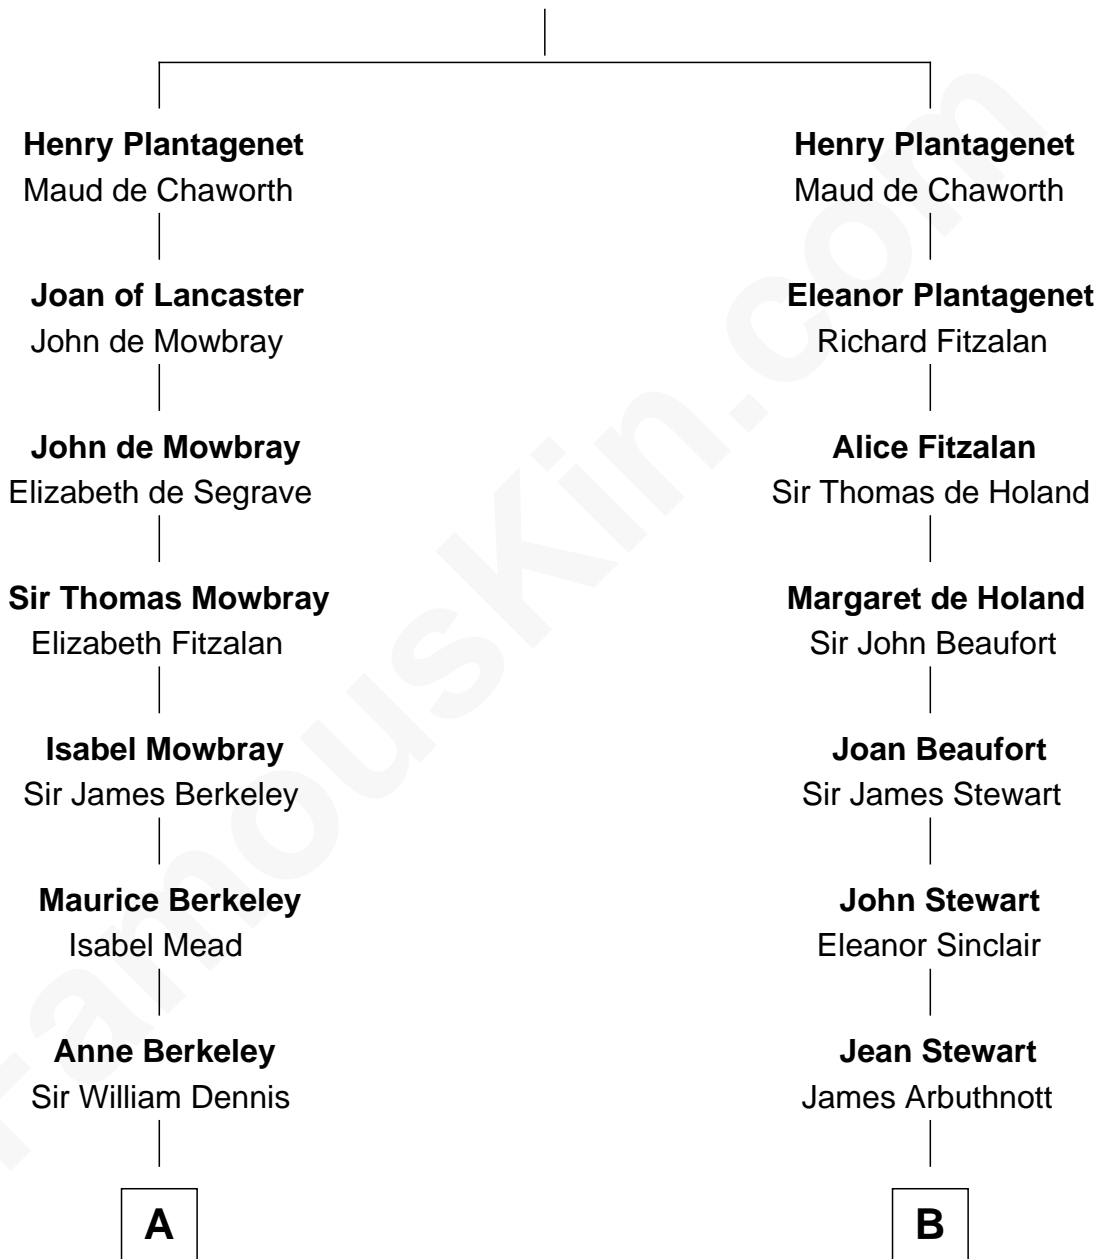 Henry Plantagenet
Maud de Chaworth
Joan of Lancaster
John de Mowbray
John de Mowbray
Elizabeth de Segrave
Sir Thomas Mowbray
Elizabeth Fitzalan
Isabel Mowbray
Sir James Berkeley
Maurice Berkeley
Isabel Mead
Anne Berkeley
Sir William Dennis
A
Henry Plantagenet
Maud de Chaworth
Eleanor Plantagenet
Richard Fitzalan
Alice Fitzalan
Sir Thomas de Holand
Margaret de Holand
Sir John Beaufort
Joan Beaufort
Sir James Stewart
John Stewart
Eleanor Sinclair
Jean Stewart
James Arbuthnott
B
FamousKin.com